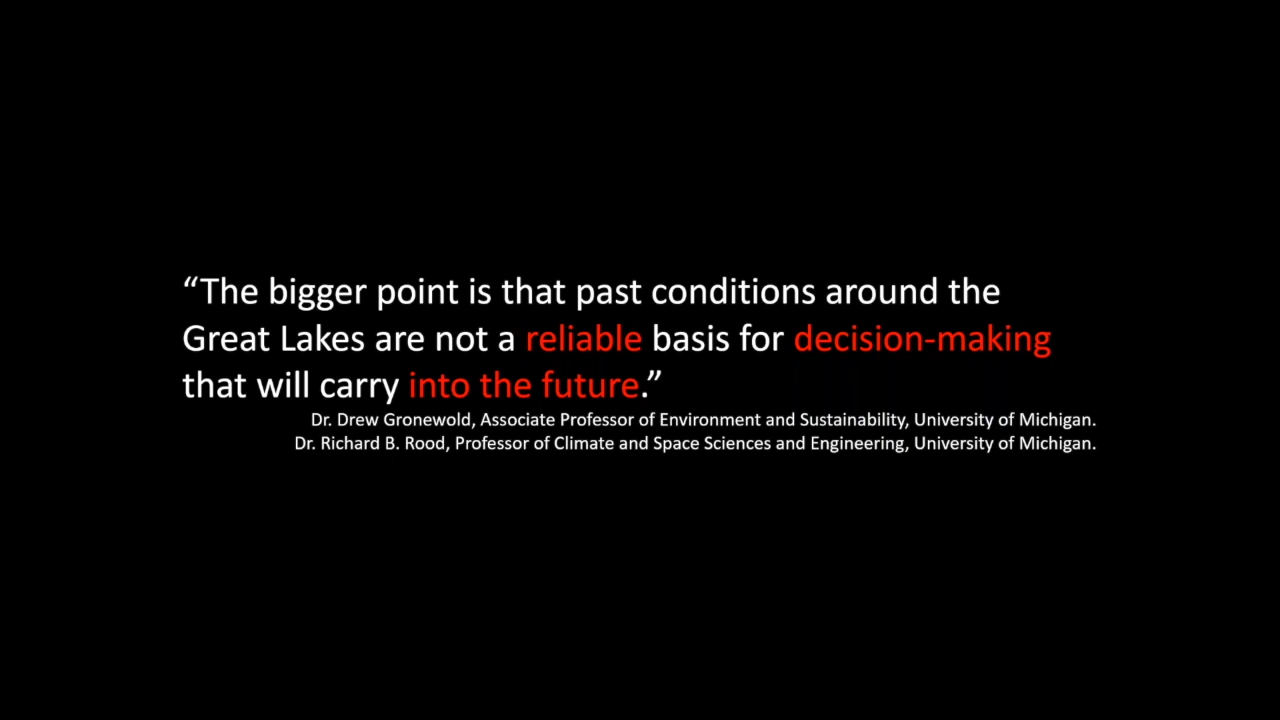 “The bigger point is that past conditions around the
Great Lakes are not a reliable basis for decision-making
that will carry into the future.”
Dr. Drew Gronewold, Associate Professor of Environment and Sustainability, University of Michigan.
Dr. Richard B. Rood, Professor of Climate and Space Sciences and Engineering, University of Michigan.